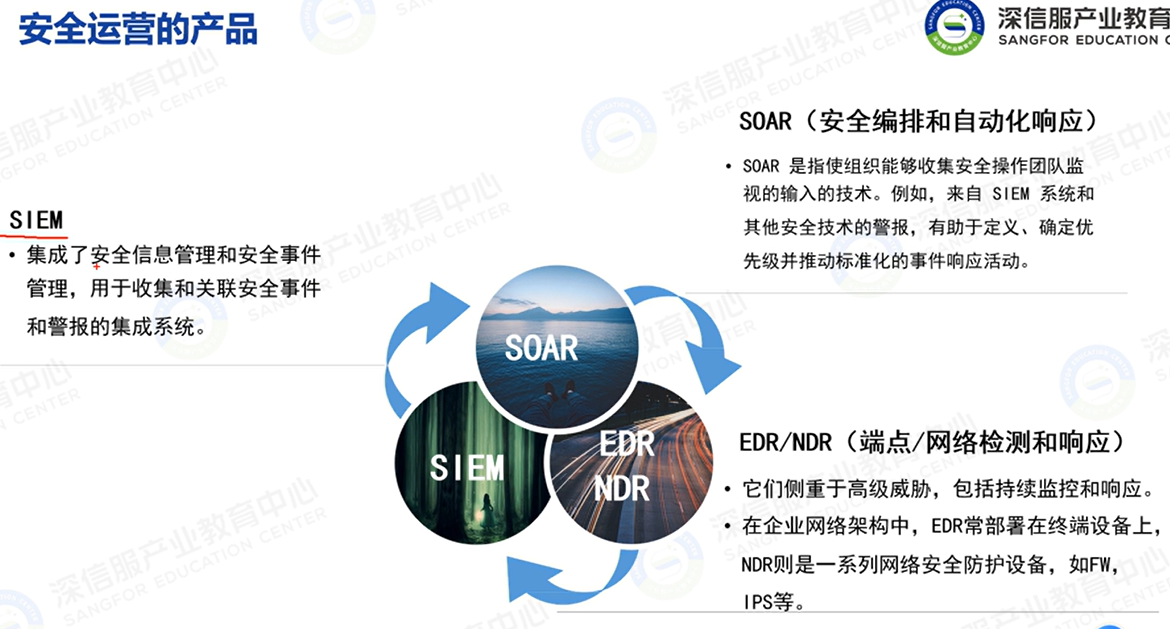 安全运营的产品
深信服产业教育
SANGFOR EDUCATION C
SOAR（安全编排和自动化响应）
• SOAR 是指使组织能够收集安全操作团队监
视的输入的技术。例如，来自 SIEM 系统和
其他安全技术的警报，有助于定义、确定优
先级并推动标准化的事件响应活动。
SIEM
• 集成了安全信息管理和安全事件
管理，用于收集和关联安全事件
和警报的集成系统。
SOAR
SIEM
EDR
NDR
EDR/NDR（端点/网络检测和响应）
• 它们侧重于高级威胁，包括持续监控和响应。
• 在企业网络架构中，EDR常部署在终端设备上，
NDR则是一系列网络安全防护设备，如FW，
IPS等。
深信服产业教育中心
SANGFOR EDUCATION CENTER